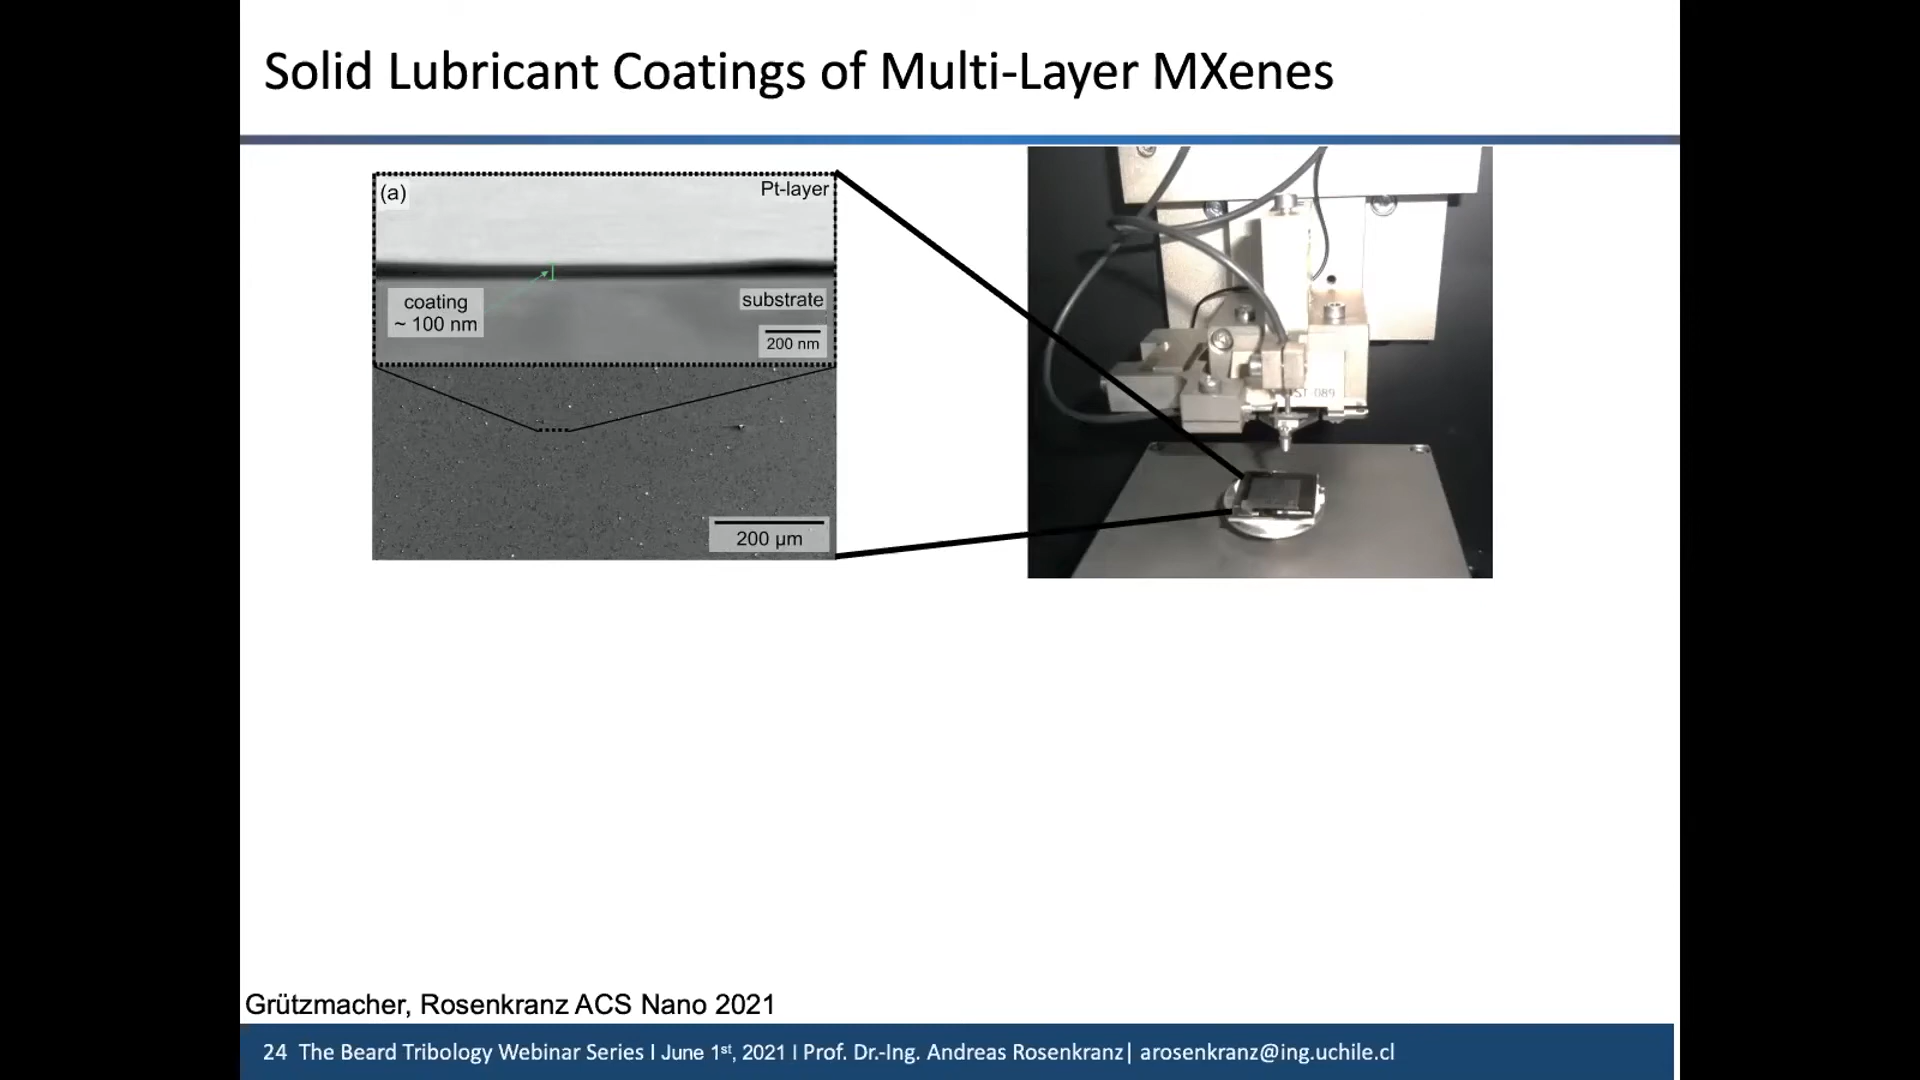 Solid Lubricant Coatings of Multi-Layer MXenes
(a)
Pt-layer
coating
~ 100 nm
substrate
200 nm
200 µm
ST-089
Grützmacher, Rosenkranz ACS Nano 2021
24 The Beard Tribology Webinar Series I June 1st, 2021 I Prof. Dr.-Ing. Andreas Rosenkranz| arosenkranz@ing.uchile.cl